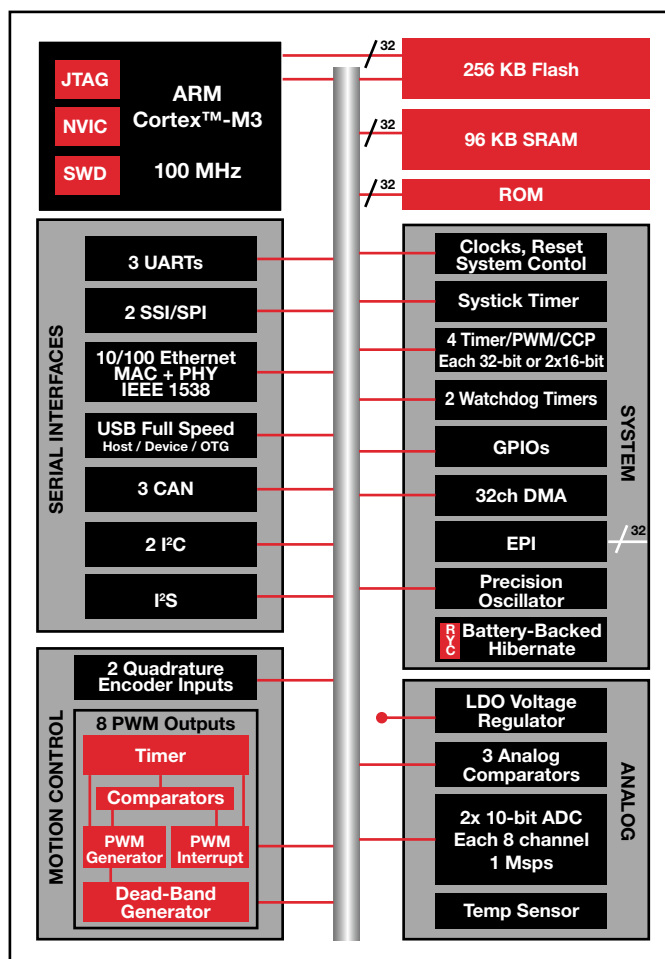 JTAG
NVIC
SWD
ARM
Cortex™-M3
100 MHz
32
256 KB Flash
32
96 KB SRAM
32
ROM
SERIAL INTERFACES
3 UARTs
2 SSI/SPI
10/100 Ethernet
MAC + PHY
IEEE 1538
USB Full Speed
Host / Device / OTG
3 CAN
2 I²C
I²S
SYSTEM
Clocks, Reset
System Contol
Systick Timer
4 Timer/PWM/CCP
Each 32-bit or 2x16-bit
2 Watchdog Timers
GPIOs
32ch DMA
EPI
32
Precision
Oscillator
RYC
Battery-Backed
Hibernate
MOTION CONTROL
2 Quadrature
Encoder Inputs
8 PWM Outputs
Timer
Comparators
PWM
Generator
PWM
Interrupt
Dead-Band
Generator
ANALOG
LDO Voltage
Regulator
3 Analog
Comparators
2x 10-bit ADC
Each 8 channel
1 Msps
Temp Sensor